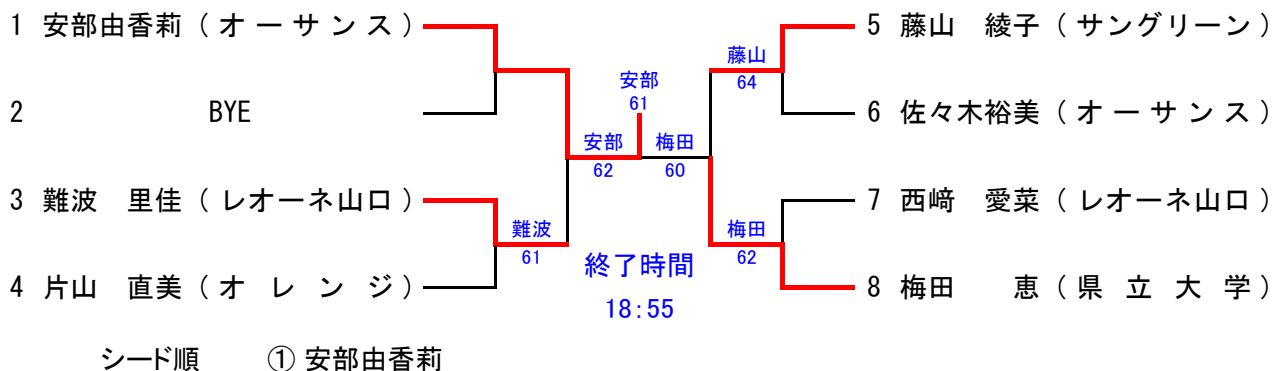 1 安部由香莉 (オーサンス)
2 BYE
3 難波 里佳 (レオーネ山口)
4 片山 直美 (オレンジ)
安部
62
難波
61
安部
61
梅田
60
藤山
64
梅田
62
終了時間
18:55
5 藤山 綾子 (サングリーン)
6 佐々木裕美 (オーサンス)
7 西﨑 愛菜 (レオーネ山口)
8 梅田 恵 (県立大学)
シード順 ① 安部由香莉